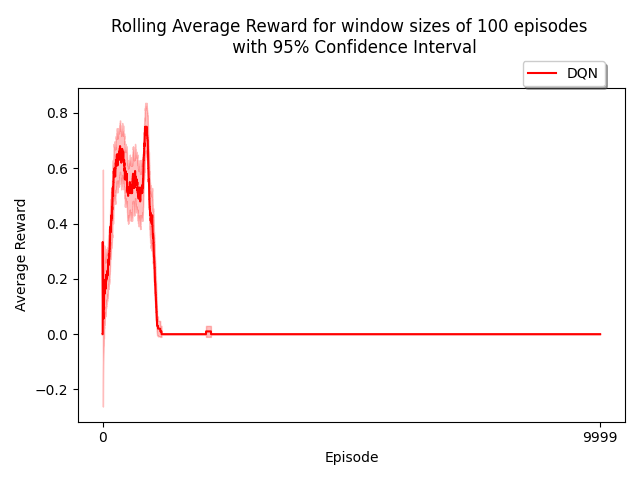 Rolling Average Reward for window sizes of 100 episodes
with 95% Confidence Interval
DQN
0.8
0.6
0.4
0.2
0.0
−0.2
Average Reward
0
9999
Episode